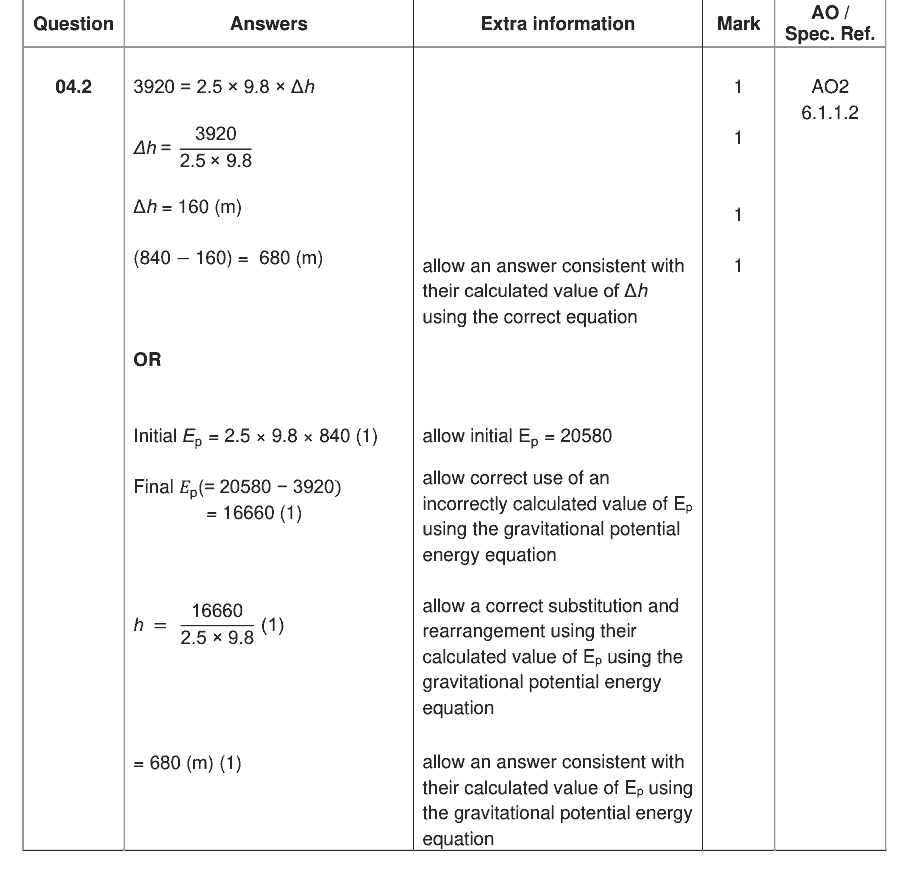 Question Answers Extra information Mark AO /
Spec. Ref.
04.2 3920 = 2.5 × 9.8 × Δh 1 AO2
6.1.1.2
Δh = 3920 / 2.5 × 9.8 1
Δh = 160 (m) 1
(840 – 160) = 680 (m) allow an answer consistent with 1
their calculated value of Δh
using the correct equation
OR
Initial Ep = 2.5 × 9.8 × 840 (1) allow initial Ep = 20580
Final Ep(= 20580 – 3920) allow correct use of an
= 16660 (1) incorrectly calculated value of Ep
using the gravitational potential
energy equation
h = 16660 / 2.5 × 9.8 (1) allow a correct substitution and
rearrangement using their
calculated value of Ep using the
gravitational potential energy
equation
= 680 (m) (1) allow an answer consistent with
their calculated value of Ep using
the gravitational potential energy
equation